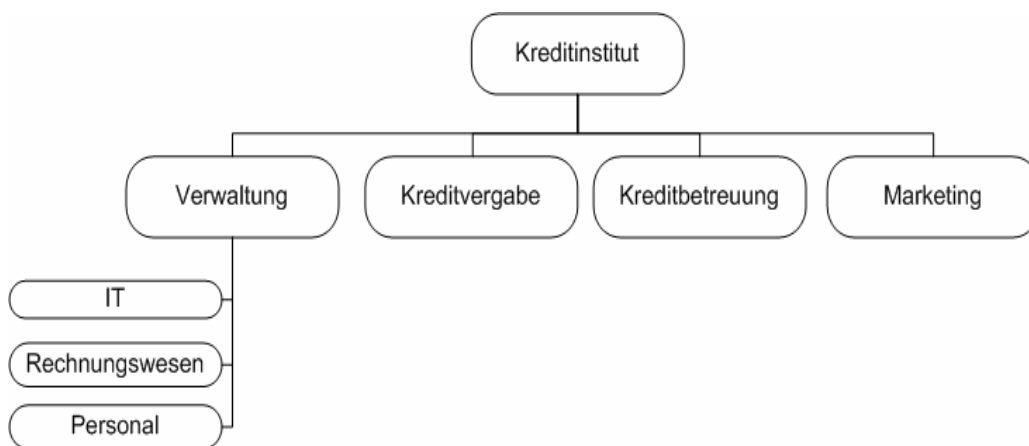 Kreditinstitut
Verwaltung
Kreditvergabe
Kreditbetreuung
Marketing
IT
Rechnungswesen
Personal